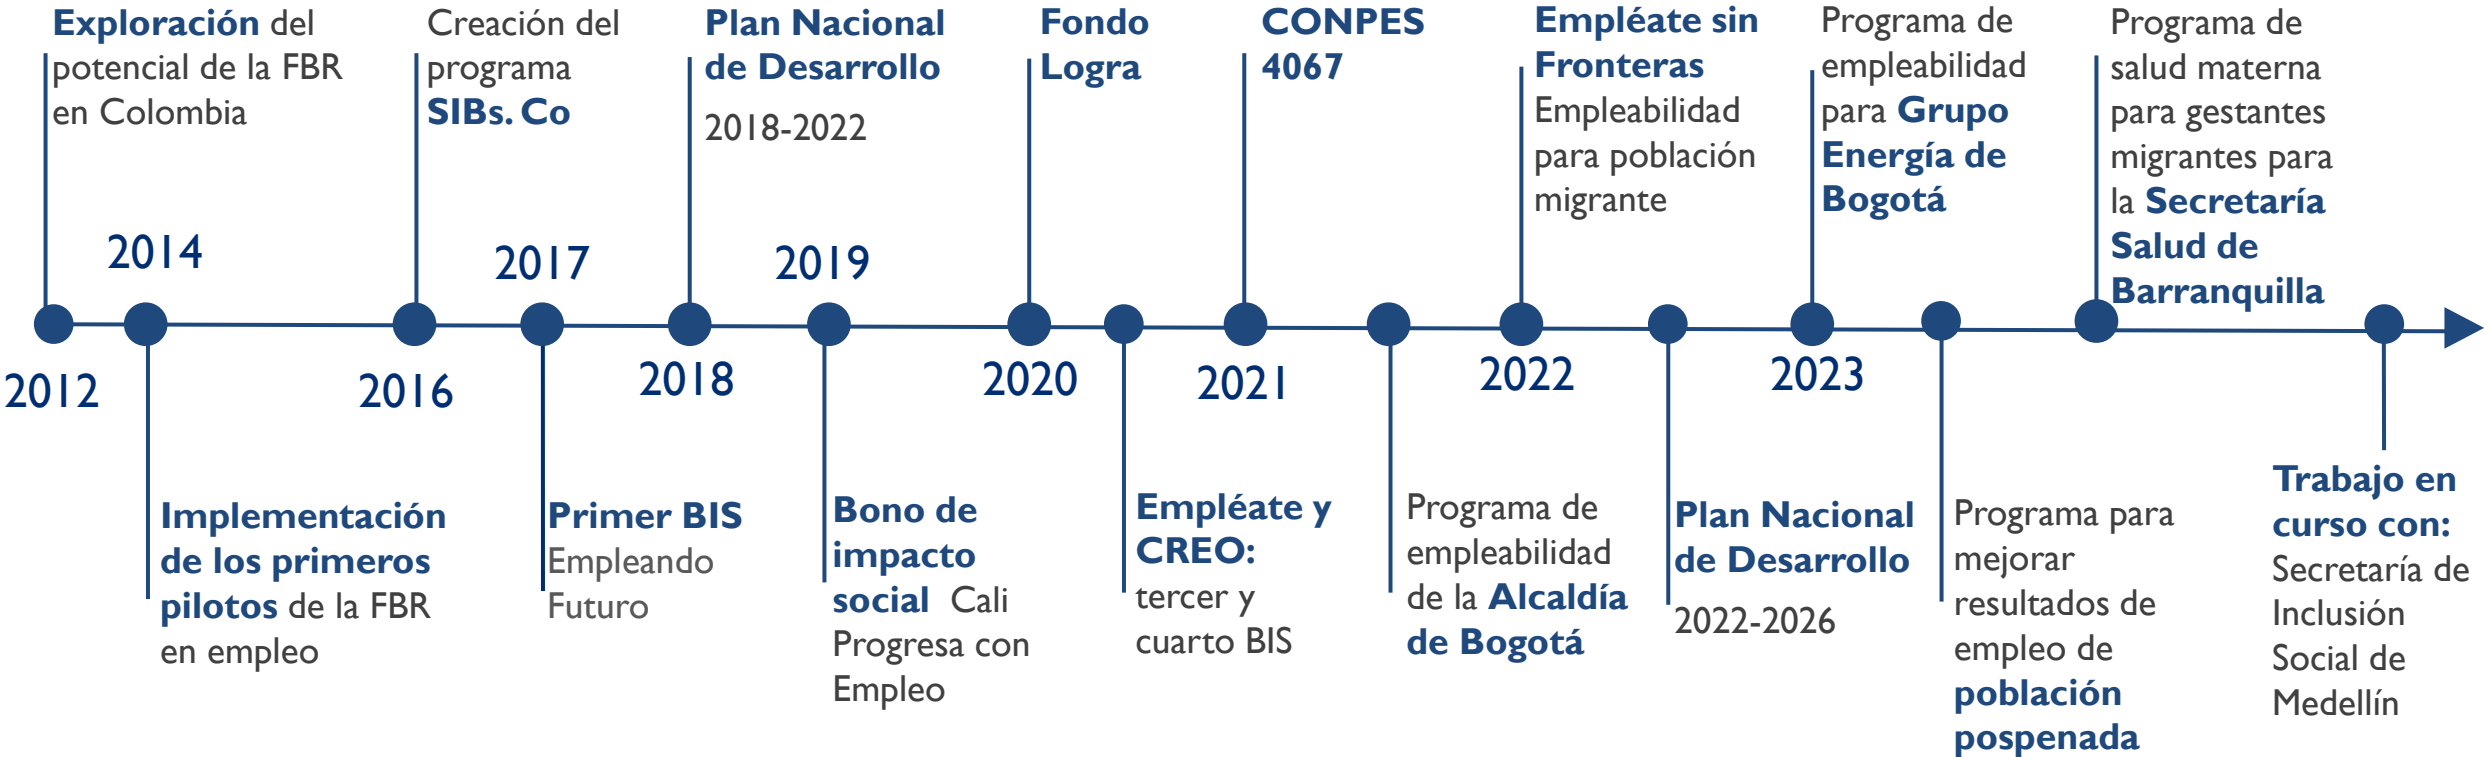 Exploración del
potencial de la FBR
en Colombia
Creación del
programa
SIBs. Co
Plan Nacional
de Desarrollo
2018-2022
Fondo
Logra
CONPES
4067
Empléate sin
Fronteras
Empleabilidad
para población
migrante
Programa de
empleabilidad
para Grupo
Energía de
Bogotá
Programa de
salud materna
para gestantes
migrantes para
la Secretaría
Salud de
Barranquilla
2014
2017
2019
2012
2016
2018
2020
2021
2022
2023
Implementación
de los primeros
pilotos de la FBR
en empleo
Primer BIS
Empleando
Futuro
Bono de
impacto
social Cali
Progresa con
Empleo
Empléate y
CREO:
tercer y
cuarto BIS
Programa de
empleabilidad
de la Alcaldía
de Bogotá
Plan Nacional
de Desarrollo
2022-2026
Programa para
mejorar
resultados de
empleo de
población
pospenada
Trabajo en
curso con:
Secretaría de
Inclusión
Social de
Medellín